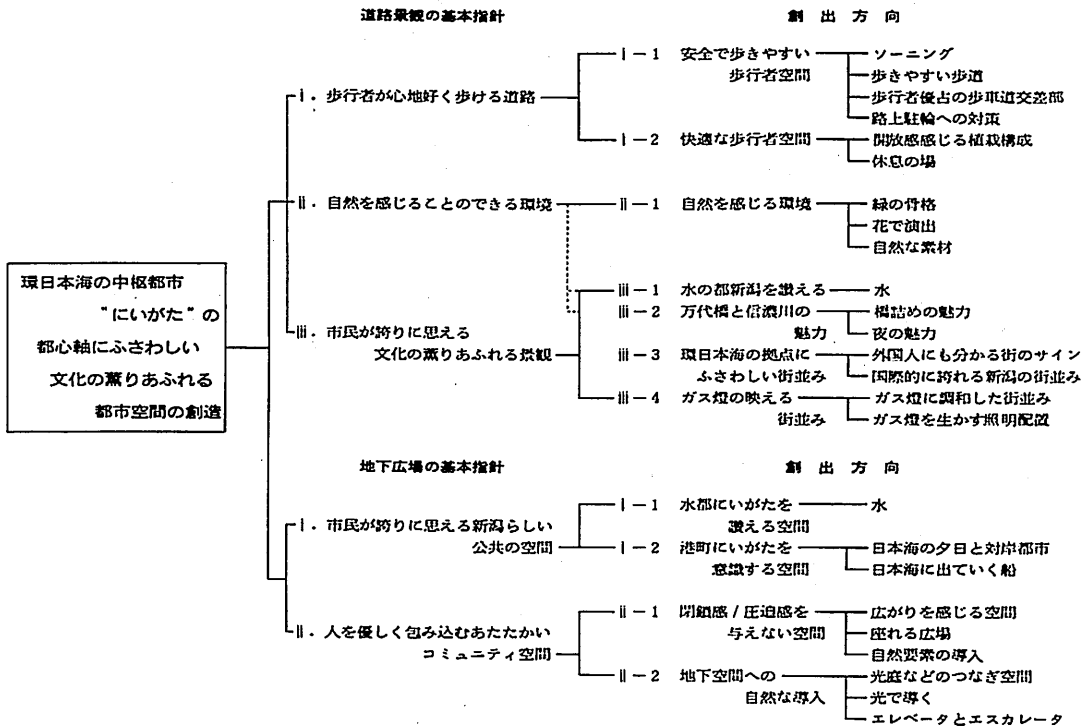 道路景観の基本指針
創出方向
i. 歩行者が心地好く歩ける道路
i－1 安全で歩きやすい
歩行者空間
ゾーニング
歩きやすい歩道
歩行者優占の歩車道交差部
路上駐輪への対策
i－2 快適な歩行者空間
開放感感じる植栽構成
休息の場
ii. 自然を感じることのできる環境
ii－1 自然を感じる環境
緑の骨格
花で演出
自然な素材
環日本海の中枢都市
"にいがた"の
都心軸にふさわしい
文化の薫りあふれる
都市空間の創造
iii. 市民が誇りに思える
文化の薫りあふれる景観
iii－1 水の都新潟を讃える
水
iii－2 万代橋と信濃川の
魅力
橋詰めの魅力
夜の魅力
iii－3 環日本海の拠点に
ふさわしい街並み
外国人にも分かる街のサイン
国際的に誇れる新潟の街並み
iii－4 ガス燈の映える
街並み
ガス燈に調和した街並み
ガス燈を生かす照明配置
地下広場の基本指針
創出方向
i. 市民が誇りに思える新潟らしい
公共の空間
i－1 水都にいがたを
讃える空間
水
i－2 港町にいがたを
意識する空間
日本海の夕日と対岸都市
日本海に出ていく船
ii. 人を優しく包み込むあたたかい
コミュニティ空間
ii－1 閉鎖感/圧迫感を
与えない空間
広がりを感じる空間
座れる広場
自然要素の導入
ii－2 地下空間への
自然な導入
光庭などのつなぎ空間
光で導く
エレベータとエスカレータ